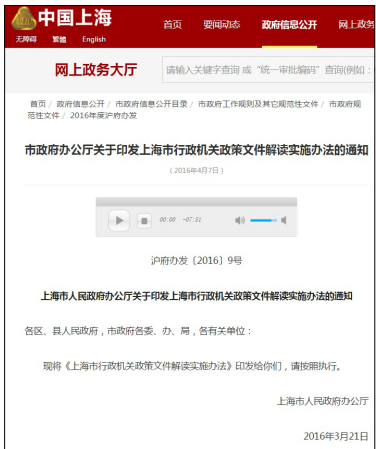 中国上海
首页 要闻动态 政府信息公开 网上政务
无障碍 繁體 English
网上政务大厅 请输入关键字查询 或 “统一审批编码” 查询(例如：
首页 / 政府信息公开 / 市政府信息公开目录 / 市政府工作规则及其它规范性文件 / 市政府规
范性文件 / 2016年度沪府办发
市政府办公厅关于印发上海市行政机关政策文件解读实施办法的通知
（2016年4月7日）
00:00 -07:51
沪府办发〔2016〕9号
上海市人民政府办公厅关于印发上海市行政机关政策文件解读实施办法的通知
各区、县人民政府，市政府各委、办、局，各有关单位：
现将《上海市行政机关政策文件解读实施办法》印发给你们，请按照执行。
上海市人民政府办公厅
2016年3月21日